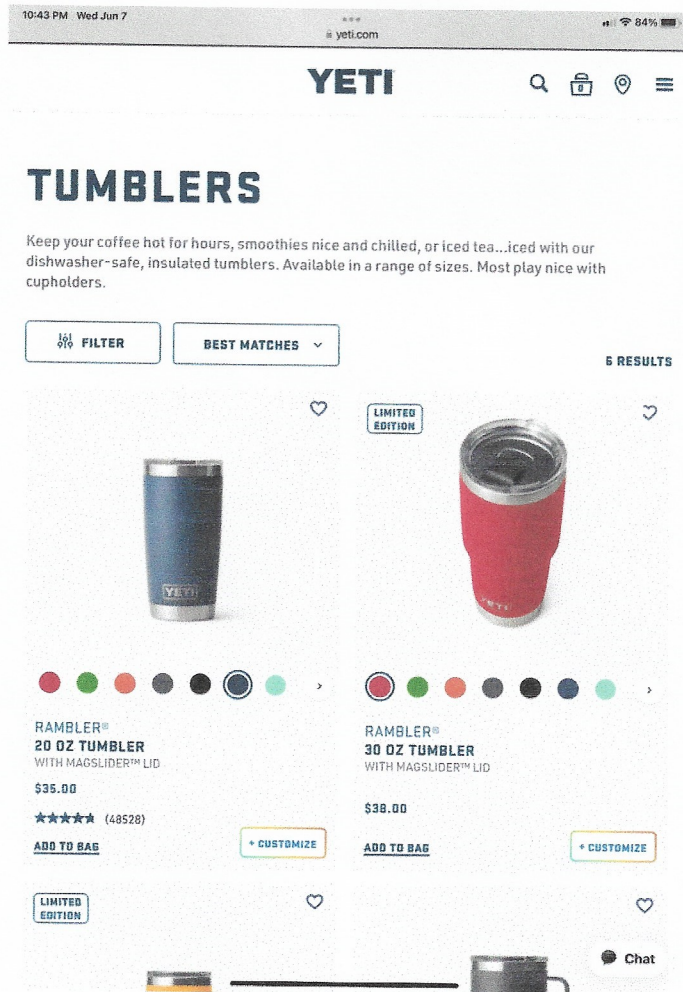 10:43 PM Wed Jun 7
84%
yeti.com
YETI
0
TUMBLERS
Keep your coffee hot for hours, smoothies nice and chilled, or iced tea...iced with our
dishwasher-safe, insulated tumblers. Available in a range of sizes. Most play nice with
cupholders.
FILTER
BEST MATCHES
6 RESULTS
LIMITED
EDITION
YETI
YETI
RAMBLER®
20 OZ TUMBLER
WITH MAGSLIDER™ LID
$35.00
(48528)
ADD TO BAG
+ CUSTOMIZE
RAMBLER®
30 OZ TUMBLER
WITH MAGSLIDER™ LID
$38.00
ADD TO BAG
+ CUSTOMIZE
LIMITED
EDITION
Chat